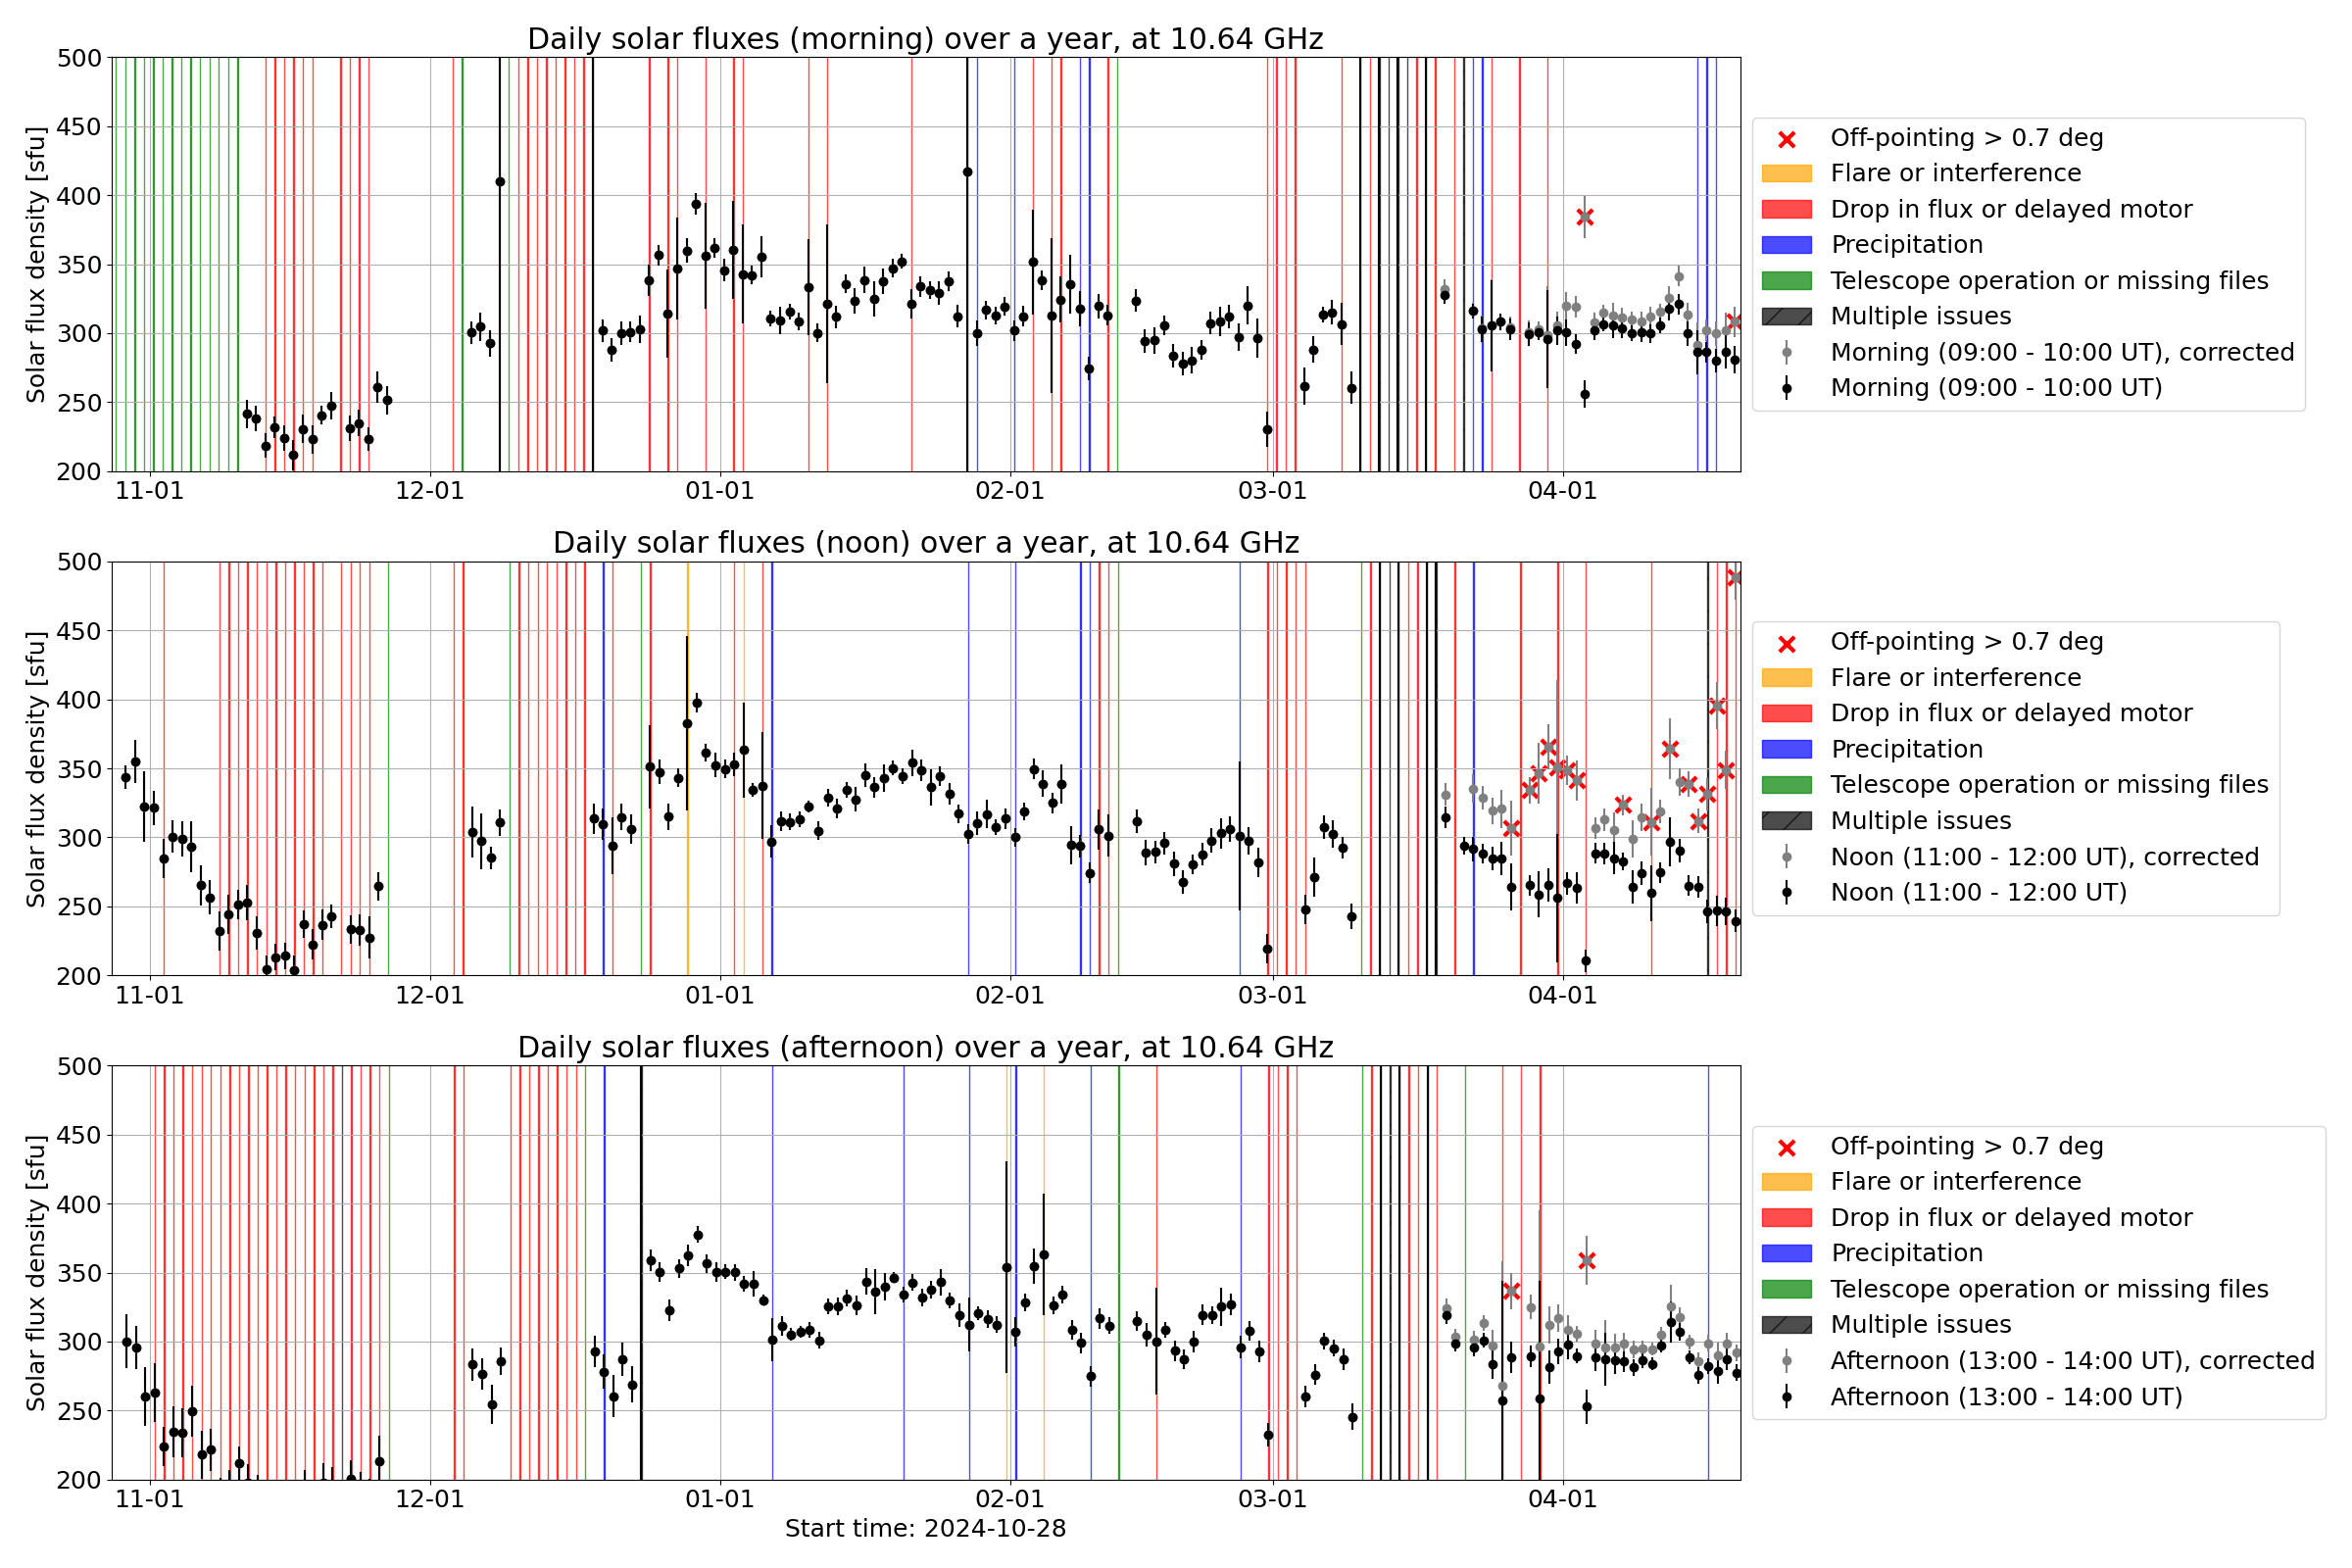 Daily solar fluxes (morning) over a year, at 10.64 GHz
Solar flux density [sfu]
500
450
400
350
300
250
200
11-01 12-01 01-01 02-01 03-01 04-01
Off-pointing > 0.7 deg
Flare or interference
Drop in flux or delayed motor
Precipitation
Telescope operation or missing files
Multiple issues
Morning (09:00 - 10:00 UT), corrected
Morning (09:00 - 10:00 UT)
Daily solar fluxes (noon) over a year, at 10.64 GHz
Solar flux density [sfu]
500
450
400
350
300
250
200
11-01 12-01 01-01 02-01 03-01 04-01
Off-pointing > 0.7 deg
Flare or interference
Drop in flux or delayed motor
Precipitation
Telescope operation or missing files
Multiple issues
Noon (11:00 - 12:00 UT), corrected
Noon (11:00 - 12:00 UT)
Daily solar fluxes (afternoon) over a year, at 10.64 GHz
Solar flux density [sfu]
500
450
400
350
300
250
200
11-01 12-01 01-01 02-01 03-01 04-01
Start time: 2024-10-28
Off-pointing > 0.7 deg
Flare or interference
Drop in flux or delayed motor
Precipitation
Telescope operation or missing files
Multiple issues
Afternoon (13:00 - 14:00 UT), corrected
Afternoon (13:00 - 14:00 UT)